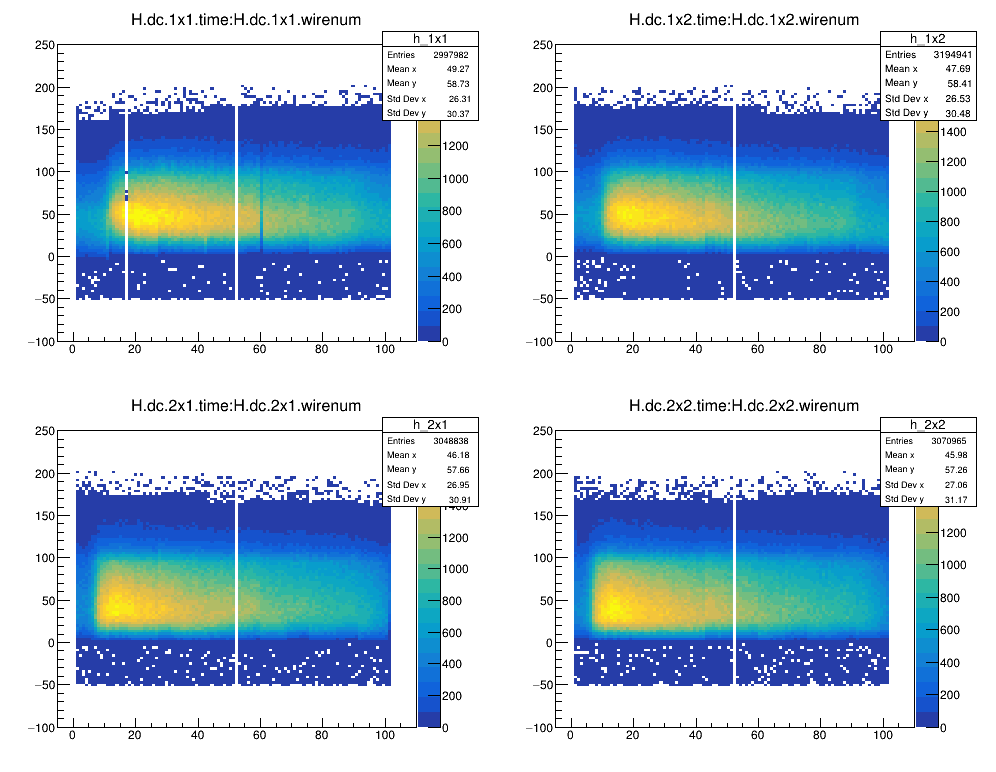 H.dc.1x1.time:H.dc.1x1.wirenum
h_1x1
Entries 2997982
Mean x 49.27
Mean y 58.73
Std Dev x 26.31
Std Dev y 30.37
250
200
150
100
50
0
−50
−100
0 20 40 60 80 100
1200
1000
800
600
400
200
0
H.dc.1x2.time:H.dc.1x2.wirenum
h_1x2
Entries 3194941
Mean x 47.69
Mean y 58.41
Std Dev x 26.53
Std Dev y 30.48
250
200
150
100
50
0
−50
−100
0 20 40 60 80 100
1400
1200
1000
800
600
400
200
0
H.dc.2x1.time:H.dc.2x1.wirenum
h_2x1
Entries 3048838
Mean x 46.18
Mean y 57.66
Std Dev x 26.95
Std Dev y 30.91
250
200
150
100
50
0
−50
−100
0 20 40 60 80 100
1400
1200
1000
800
600
400
200
0
H.dc.2x2.time:H.dc.2x2.wirenum
h_2x2
Entries 3070965
Mean x 45.98
Mean y 57.26
Std Dev x 27.06
Std Dev y 31.17
250
200
150
100
50
0
−50
−100
0 20 40 60 80 100
1200
1000
800
600
400
200
0